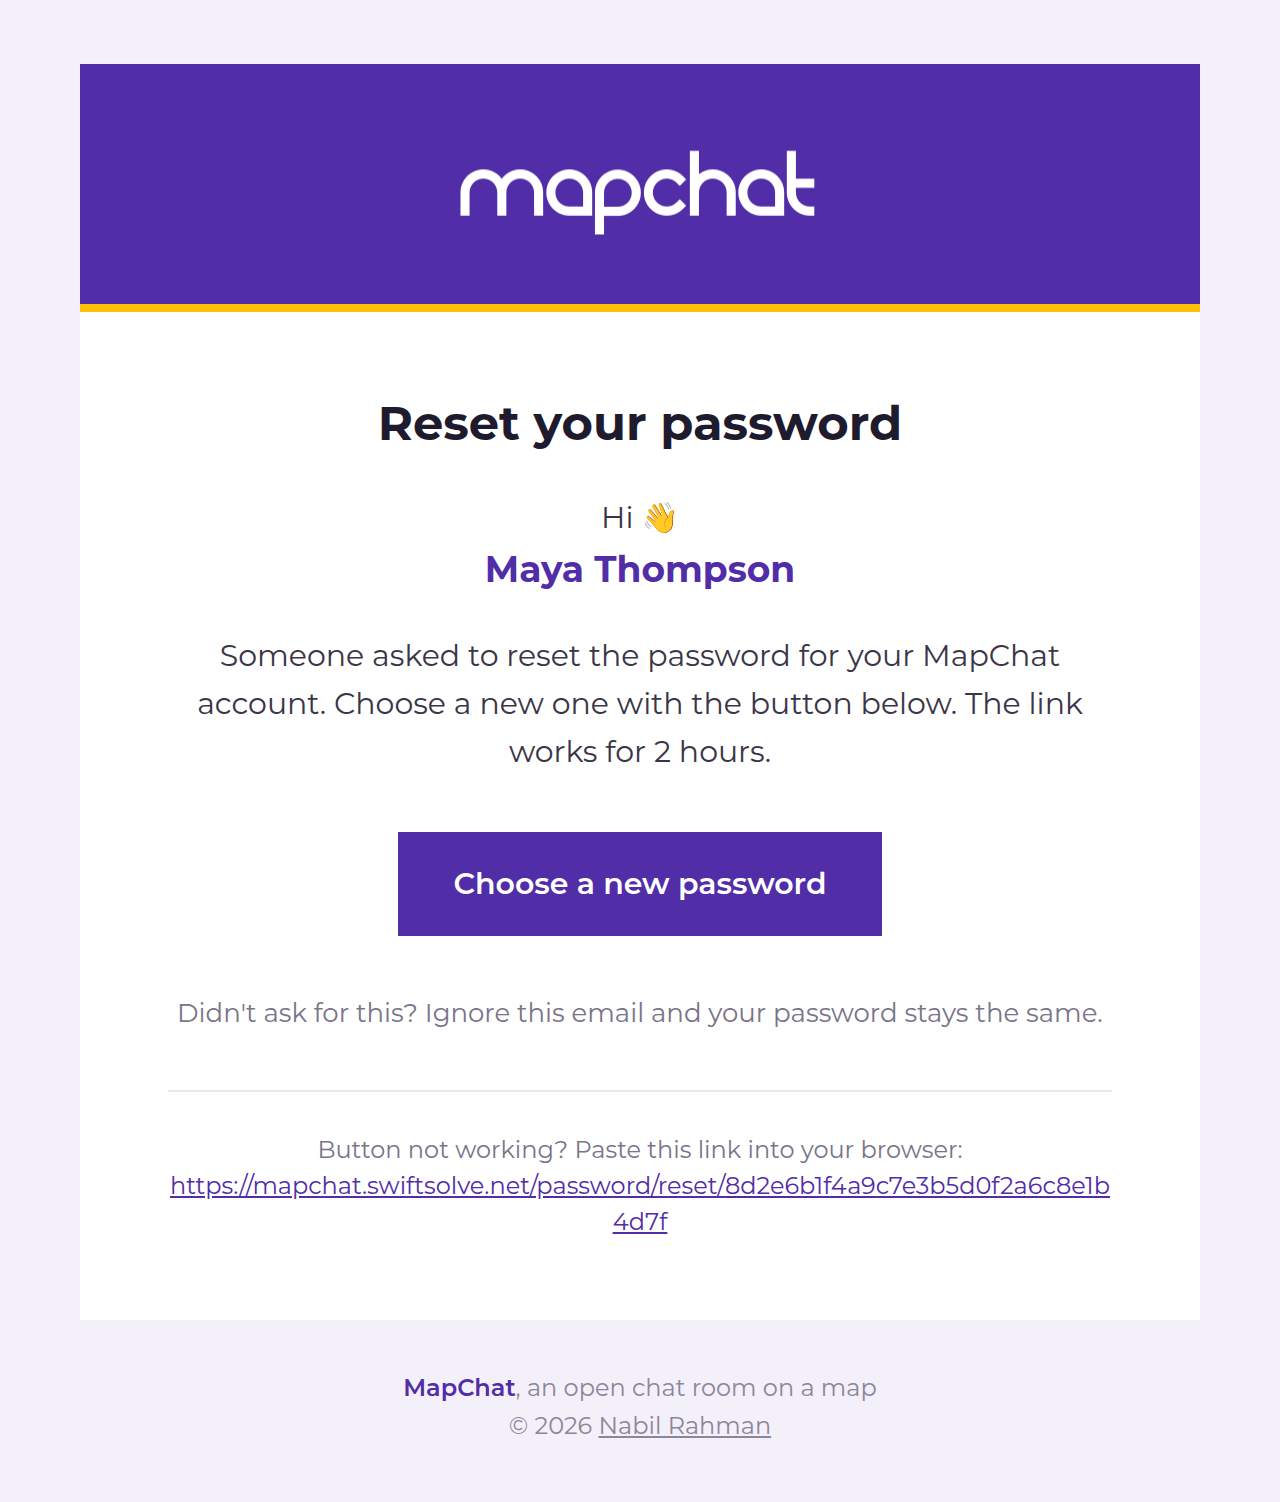 mapchat
Reset your password
Hi 👋
Maya Thompson
Someone asked to reset the password for your MapChat
account. Choose a new one with the button below. The link
works for 2 hours.
Choose a new password
Didn't ask for this? Ignore this email and your password stays the same.
Button not working? Paste this link into your browser:
https://mapchat.swiftsolve.net/password/reset/8d2e6b1f4a9c7e3b5d0f2a6c8e1b
4d7f
MapChat, an open chat room on a map
© 2026 Nabil Rahman